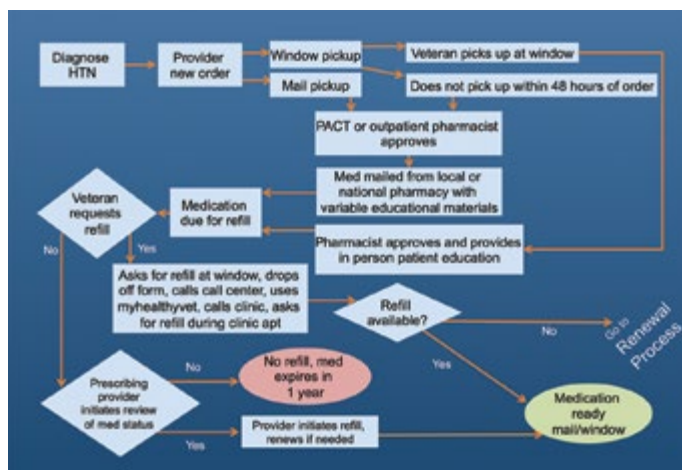 Diagnose
HTN
Provider
new order
Window pickup
Veteran picks up at window
Mail pickup
Does not pick up within 48 hours of order
PACT or outpatient pharmacist
approves
Med mailed from local or
national pharmacy with
variable educational materials
Medication
due for refill
Veteran
requests
refill
Pharmacist approves and provides
in person patient education
No
Yes
Asks for refill at window, drops
off form, calls call center, uses
myhealthyvet, calls clinic, asks
for refill during clinic apt
Refill
available?
No
Go to
Renewal
Process
Yes
Prescribing
provider
initiates review
of med status
No
No refill, med
expires in
1 year
Yes
Provider initiates refill,
renews if needed
Medication
ready
mail/window